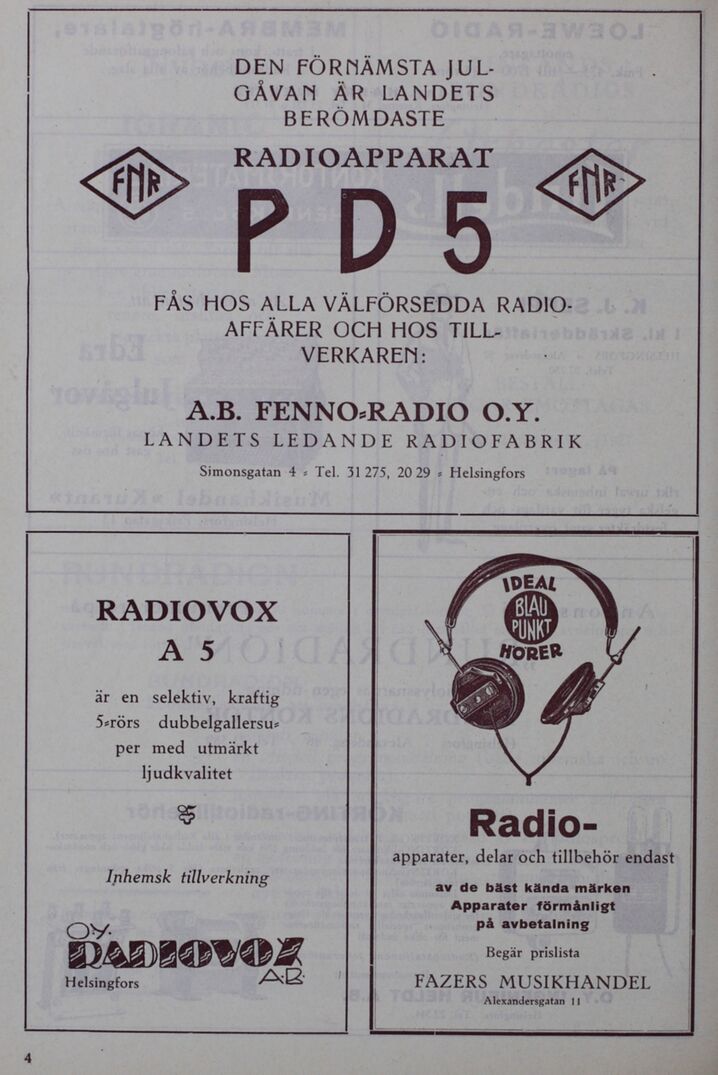 DEN FÖRNÄMSTA JUL-
GÅVAN ÄR LANDETS
BERÖMDASTE
RADIOAPPARAT
FNR
PD5
FNR
FÅS HOS ALLA VÄLFÖRSEDDA RADIO-
AFFÄRER OCH HOS TILL-
VERKAREN:
A.B. FENNO-RADIO O.Y.
LANDETS LEDANDE RADIOFABRIK
Simonsgatan 4 - Tel. 31 275, 20 29 - Helsingfors
RADIOVOX
A 5
är en selektiv, kraftig
5-rörs dubbelgallersu-
per med utmärkt
ljudkvalitet
Inhemsk tillverkning
O.Y.
RADIOVOX
A.B.
Helsingfors
IDEAL
BLAU
PUNKT
HÖRER
Radio-
apparater, delar och tillbehör endast
av de bäst kända märken
Apparater förmånligt
på avbetalning
Begär prislista
FAZERS MUSIKHANDEL
Alexandersgatan 11
4